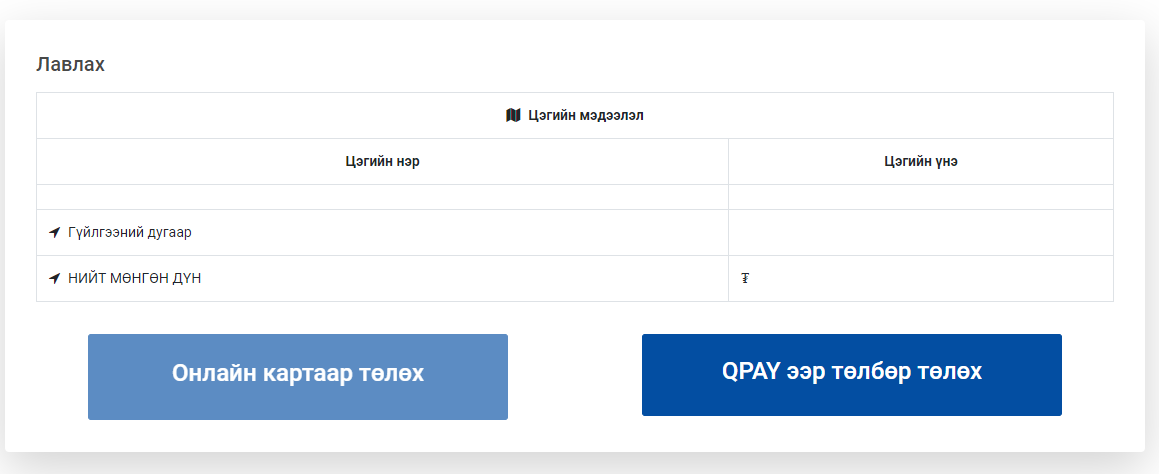 Лавлах
Цэгийн мэдээлэл
Цэгийн нэр
Цэгийн үнэ
Гүйлгээний дугаар
НИЙТ МӨНГӨН ДҮН
₮
Онлайн картаар төлөх
QPAY ээр төлбөр төлөх